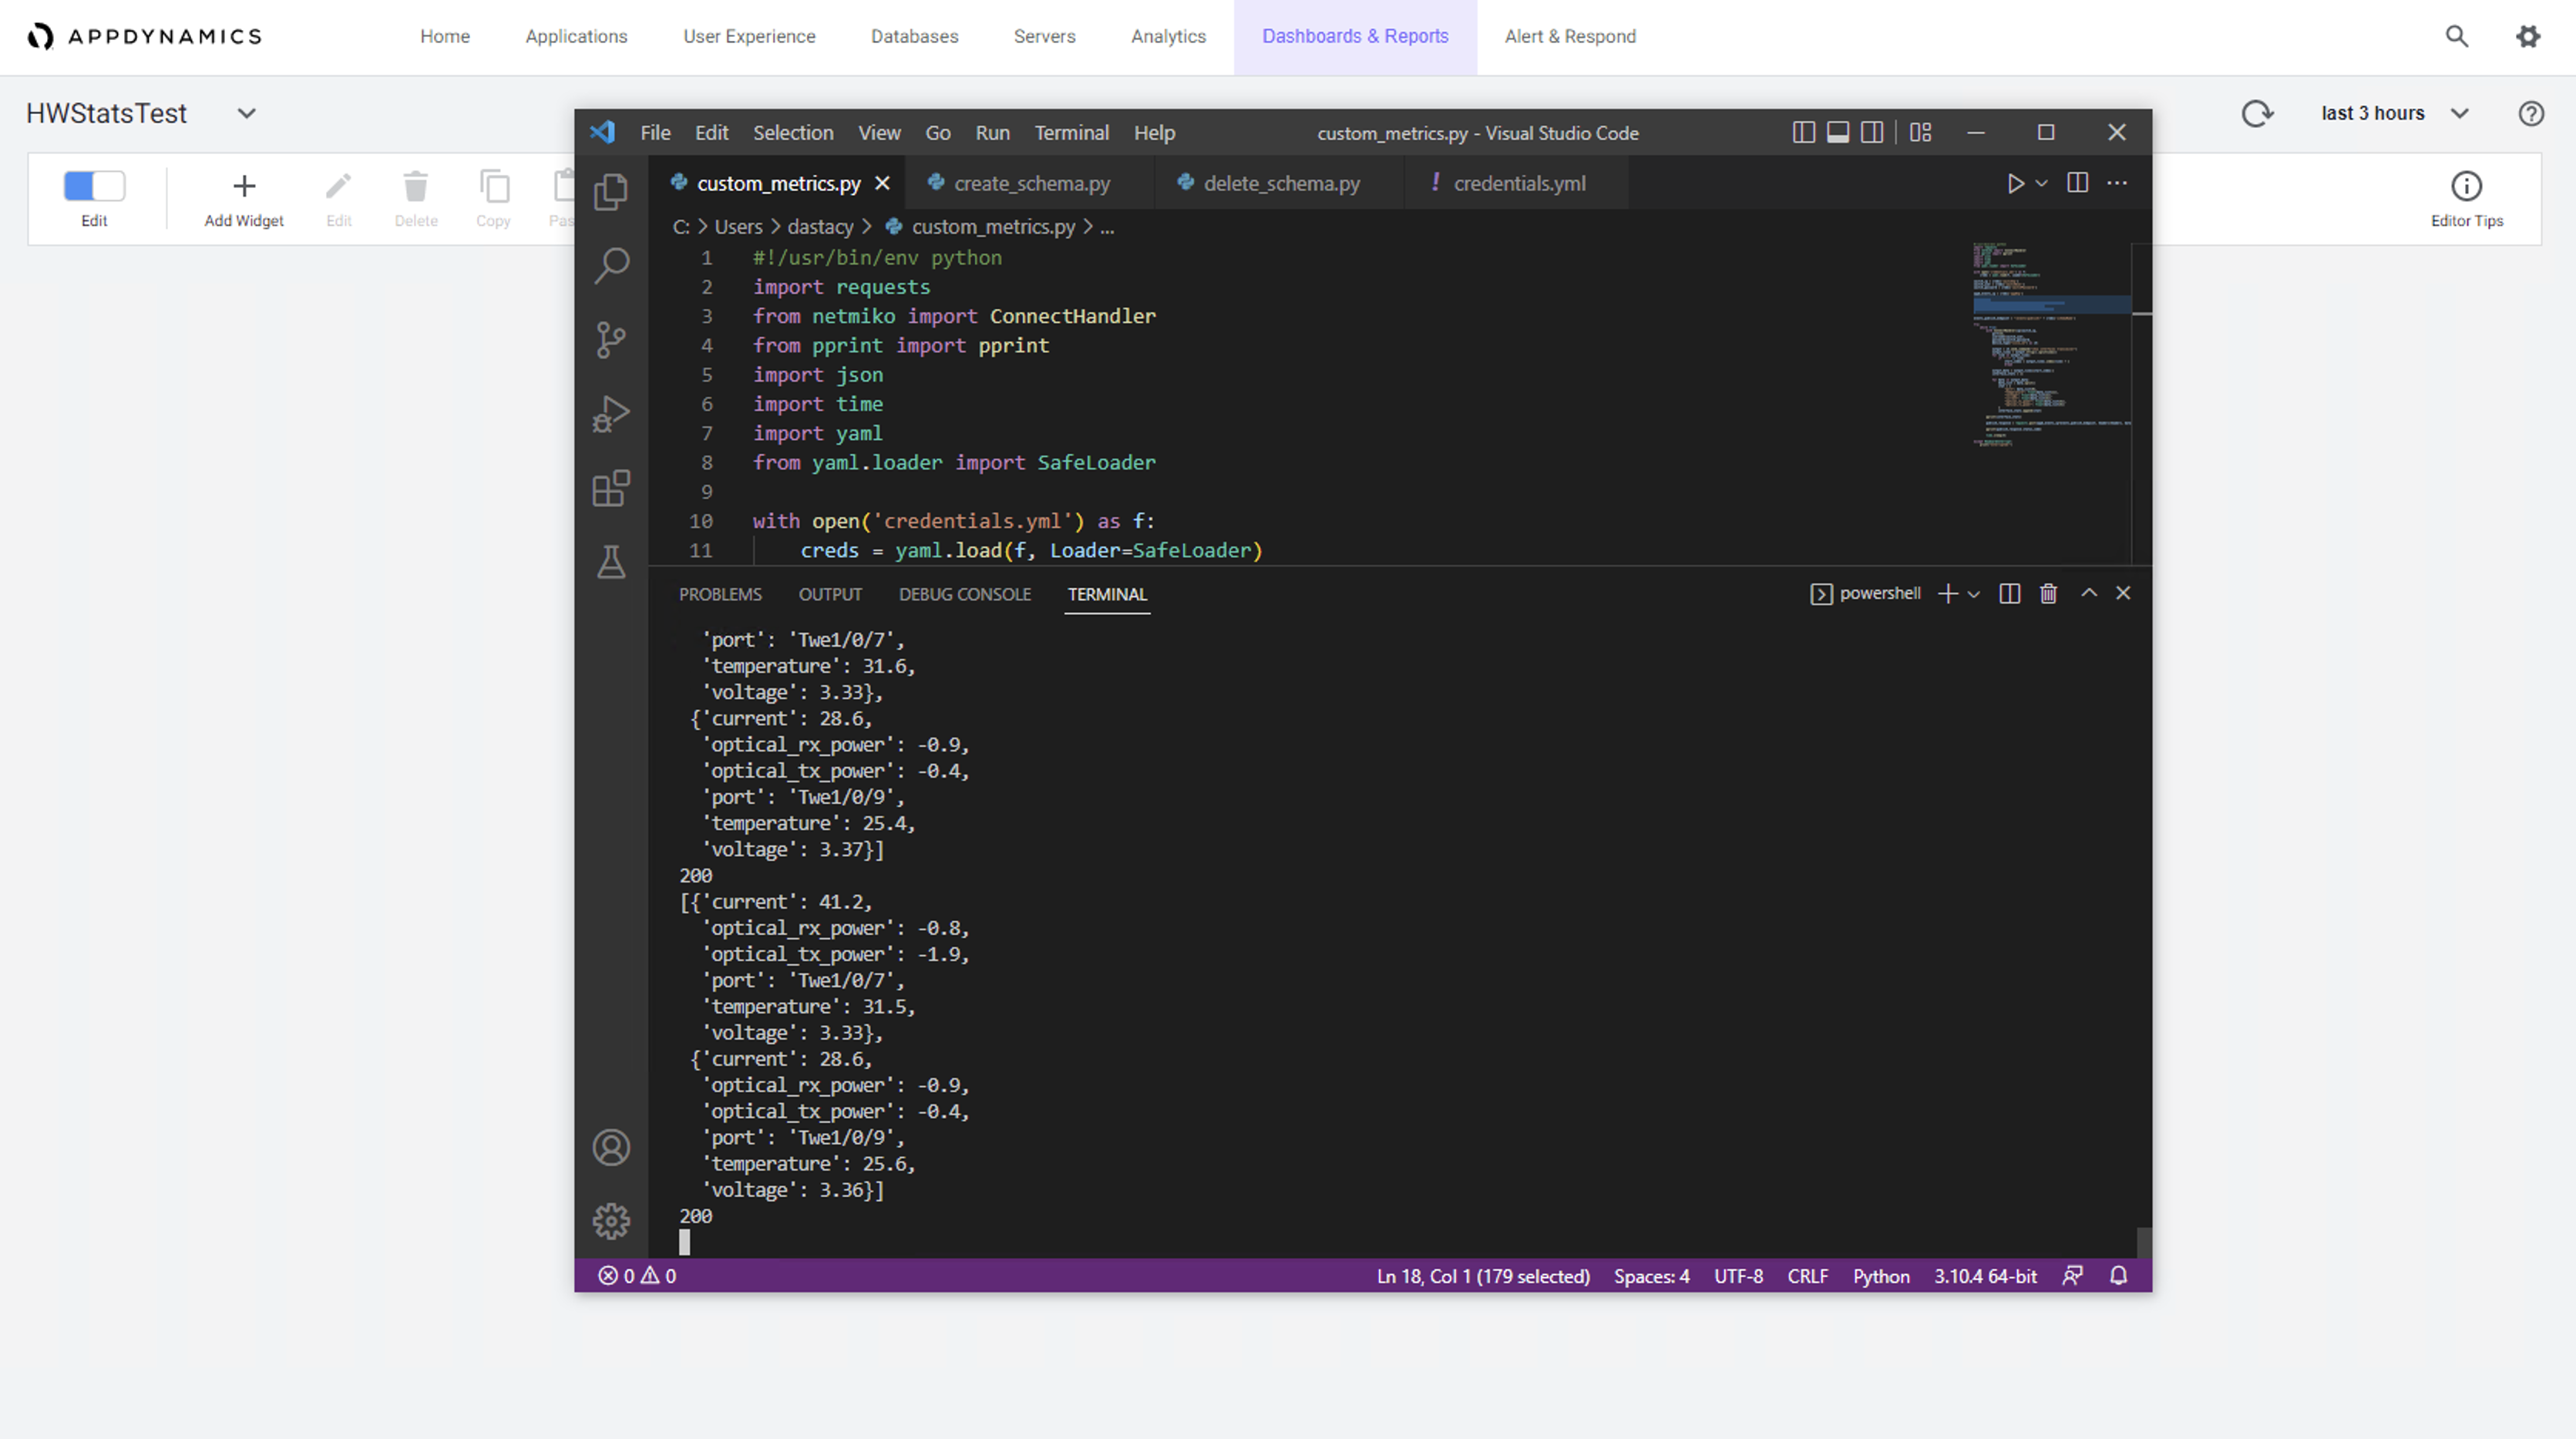 APPDYNAMICS
Home Applications User Experience Databases Servers Analytics Dashboards & Reports Alert & Respond
HWStatsTest
last 3 hours
Edit Add Widget Edit Delete Copy
Editor Tips
File Edit Selection View Go Run Terminal Help
custom_metrics.py - Visual Studio Code
custom_metrics.py create_schema.py delete_schema.py ! credentials.yml
C: > Users > dastacy > custom_metrics.py > ...
1 #!/usr/bin/env python
2 import requests
3 from netmiko import ConnectHandler
4 from pprint import pprint
5 import json
6 import time
7 import yaml
8 from yaml.loader import SafeLoader
9
10 with open('credentials.yml') as f:
11     creds = yaml.load(f, Loader=SafeLoader)
PROBLEMS OUTPUT DEBUG CONSOLE TERMINAL
powershell
'port': 'Twe1/0/7',
'temperature': 31.6,
'voltage': 3.33},
{'current': 28.6,
'optical_rx_power': -0.9,
'optical_tx_power': -0.4,
'port': 'Twe1/0/9',
'temperature': 25.4,
'voltage': 3.37}]
200
[{'current': 41.2,
'optical_rx_power': -0.8,
'optical_tx_power': -1.9,
'port': 'Twe1/0/7',
'temperature': 31.5,
'voltage': 3.33},
{'current': 28.6,
'optical_rx_power': -0.9,
'optical_tx_power': -0.4,
'port': 'Twe1/0/9',
'temperature': 25.6,
'voltage': 3.36}]
200
0 0
Ln 18, Col 1 (179 selected) Spaces: 4 UTF-8 CRLF Python 3.10.4 64-bit